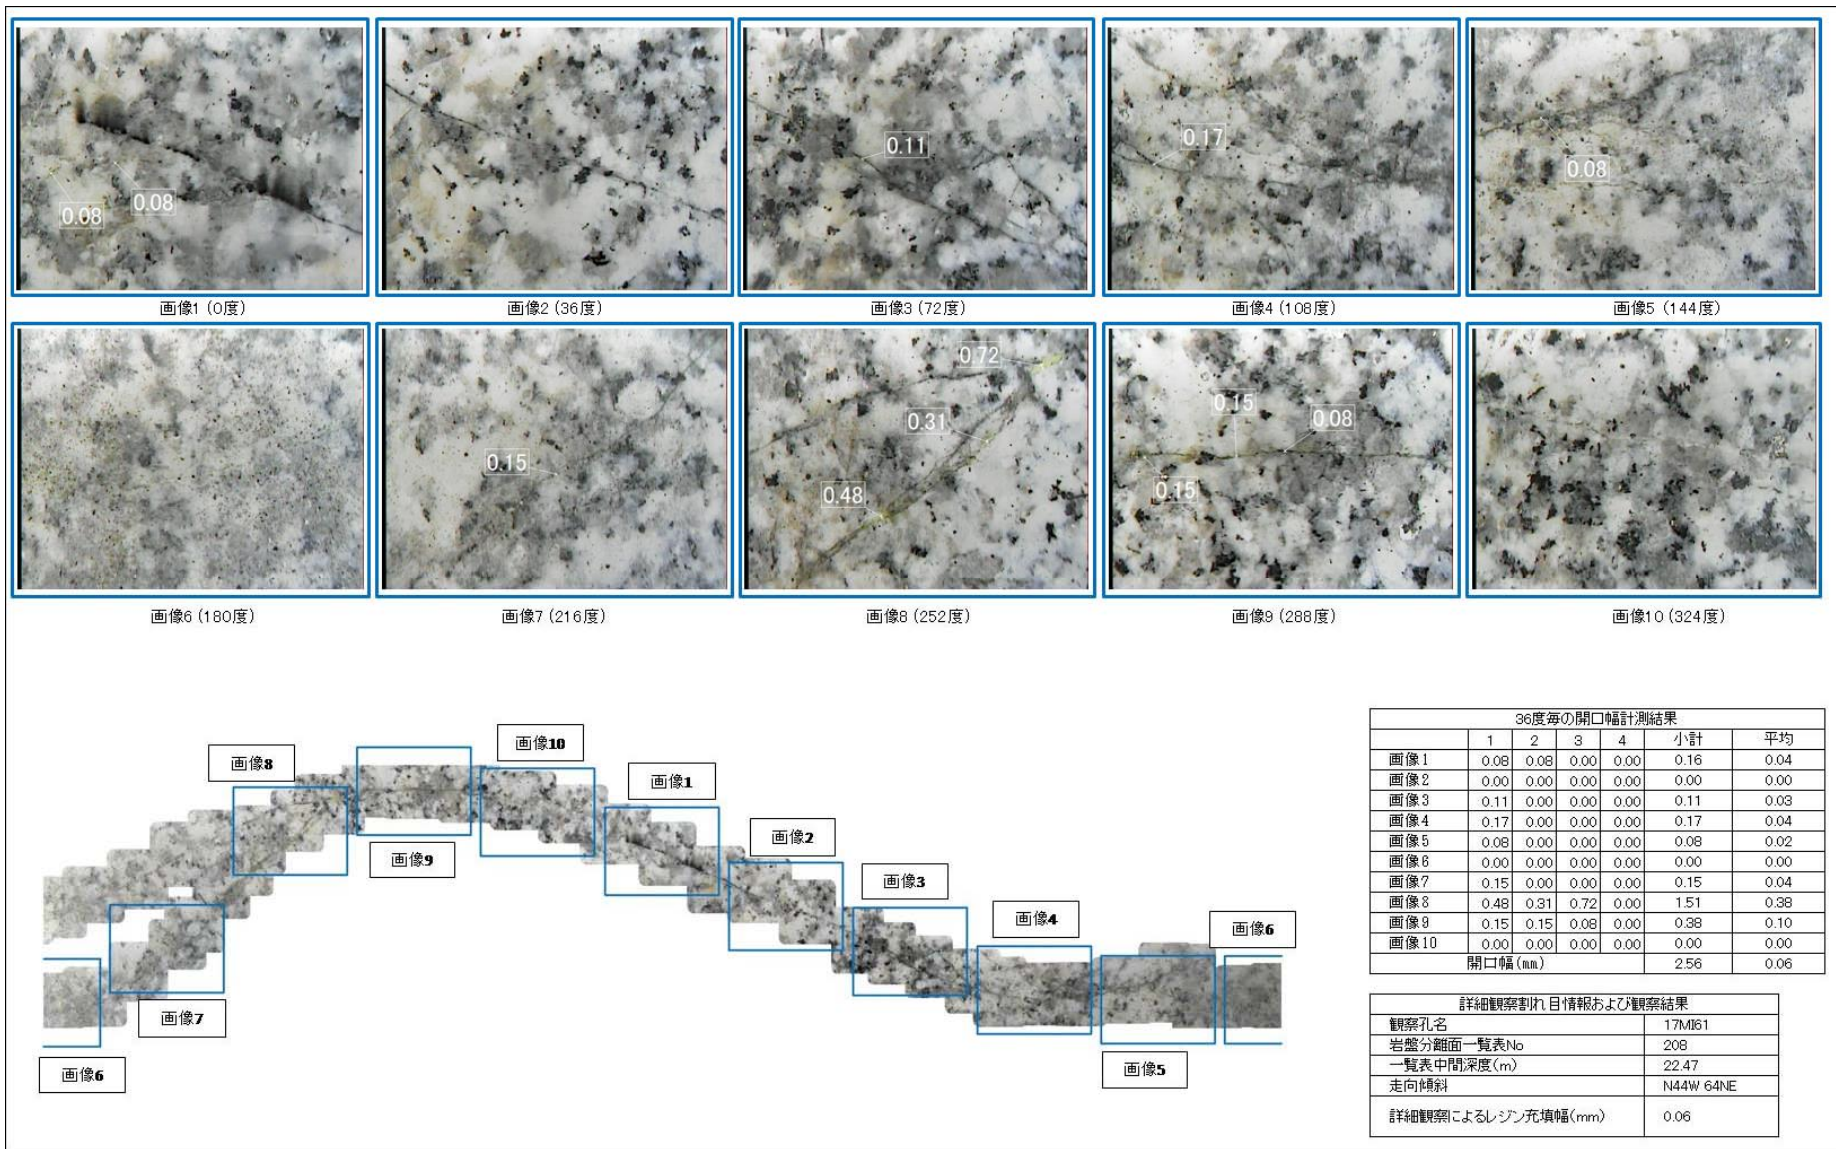 0.08
0.08
0.11
0.17
0.08
画像1 (0度)
画像2 (36度)
画像3 (72度)
画像4 (108度)
画像5 (144度)
0.15
0.72
0.31
0.48
0.15
0.08
0.15
画像6 (180度)
画像7 (216度)
画像8 (252度)
画像9 (288度)
画像10 (324度)
画像8
画像10
画像1
画像2
画像9
画像3
画像4
画像6
画像7
画像5
画像6
36度毎の開口幅計測結果
1 2 3 4 小計 平均
画像1 0.08 0.08 0.00 0.00 0.16 0.04
画像2 0.00 0.00 0.00 0.00 0.00 0.00
画像3 0.11 0.00 0.00 0.00 0.11 0.03
画像4 0.17 0.00 0.00 0.00 0.17 0.04
画像5 0.08 0.00 0.00 0.00 0.08 0.02
画像6 0.00 0.00 0.00 0.00 0.00 0.00
画像7 0.15 0.00 0.00 0.00 0.15 0.04
画像8 0.48 0.31 0.72 0.00 1.51 0.38
画像9 0.15 0.15 0.08 0.00 0.38 0.10
画像10 0.00 0.00 0.00 0.00 0.00 0.00
開口幅(mm) 2.56 0.06
詳細観察割れ目情報および観察結果
観察孔名 17MI61
岩盤分離面一覧表No 208
一覧表中間深度(m) 22.47
走向傾斜 N44W 64NE
詳細観察によるレジン充填幅(mm) 0.06